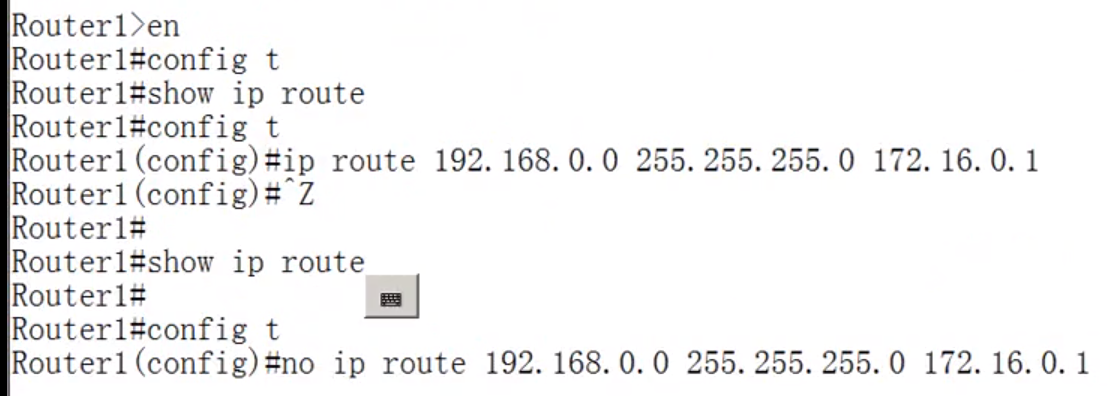 Router1>en
Router1#config t
Router1#show ip route
Router1#config t
Router1(config)#ip route 192.168.0.0 255.255.255.0 172.16.0.1
Router1(config)#^Z
Router1#
Router1#show ip route
Router1#
Router1#config t
Router1(config)#no ip route 192.168.0.0 255.255.255.0 172.16.0.1